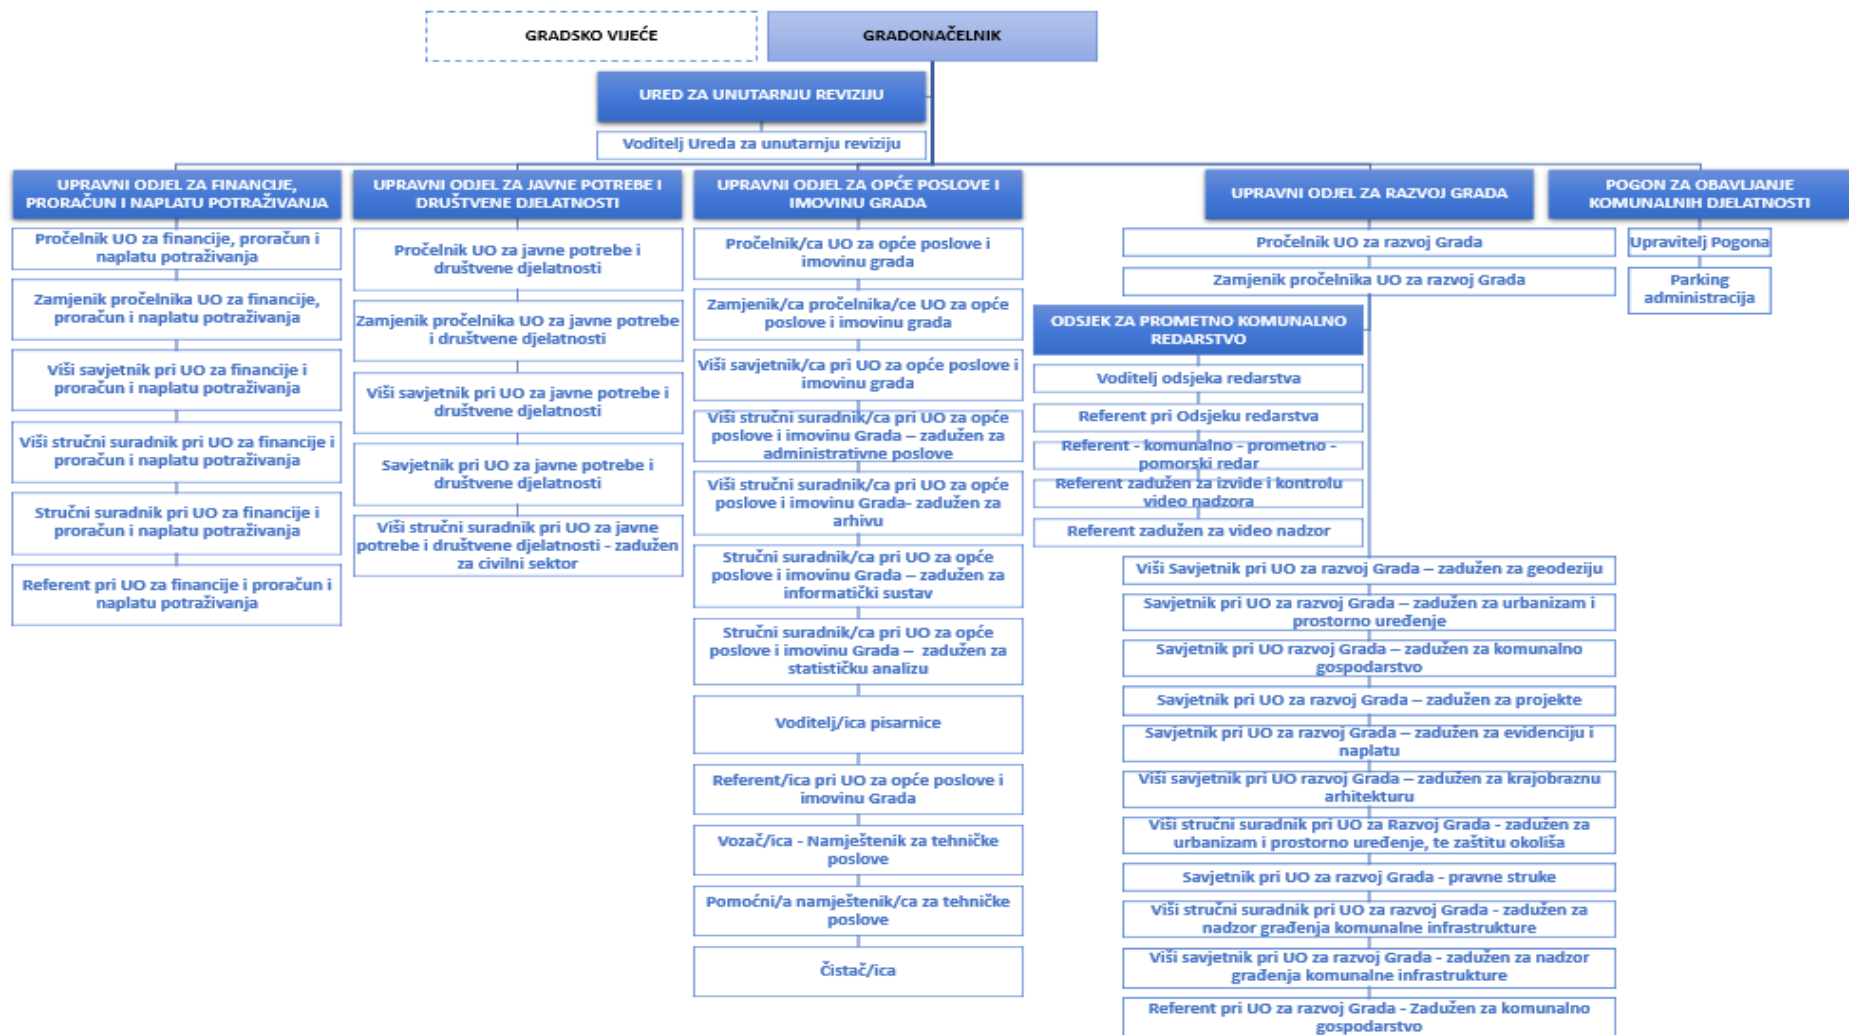 GRADSKO VIJEĆE
GRADONAČELNIK
URED ZA UNUTARNJU REVIZIJU
Voditelj Ureda za unutarnju reviziju
UPRAVNI ODJEL ZA FINANCIJE,
PRORAČUN I NAPLATU POTRAŽIVANJA
Pročelnik UO za financije, proračun i
naplatu potraživanja
Zamjenik pročelnika UO za financije,
proračun i naplatu potraživanja
Viši savjetnik pri UO za financije i
proračun i naplatu potraživanja
Viši stručni suradnik pri UO za financije i
proračun i naplatu potraživanja
Stručni suradnik pri UO za financije i
proračun i naplatu potraživanja
Referent pri UO za financije i proračun i
naplatu potraživanja
UPRAVNI ODJEL ZA JAVNE POTREBE I
DRUŠTVENE DJELATNOSTI
Pročelnik UO za javne potrebe i
društvene djelatnosti
Zamjenik pročelnika UO za javne potrebe
i društvene djelatnosti
Viši savjetnik pri UO za javne potrebe i
društvene djelatnosti
Savjetnik pri UO za javne potrebe i
društvene djelatnosti
Viši stručni suradnik pri UO za javne
potrebe i društvene djelatnosti - zadužen
za civilni sektor
UPRAVNI ODJEL ZA OPĆE POSLOVE I
IMOVINU GRADA
Pročelnik/ca UO za opće poslove i
imovinu grada
Zamjenik/ca pročelnika/ce UO za opće
poslove i imovinu grada
Viši savjetnik/ca pri UO za opće poslove i
imovinu grada
Viši stručni suradnik/ca pri UO za opće
poslove i imovinu Grada – zadužen za
administrativne poslove
Viši stručni suradnik/ca pri UO za opće
poslove i imovinu Grada- zadužen za
arhivu
Stručni suradnik/ca pri UO za opće
poslove i imovinu Grada – zadužen za
informatički sustav
Stručni suradnik/ca pri UO za opće
poslove i imovinu Grada – zadužen za
statističku analizu
Voditelj/ica pisarnice
Referent/ica pri UO za opće poslove i
imovinu Grada
Vozač/ica - Namještenik za tehničke
poslove
Pomoćni/a namještenik/ca za tehničke
poslove
Čistač/ica
UPRAVNI ODJEL ZA RAZVOJ GRADA
Pročelnik UO za razvoj Grada
Zamjenik pročelnika UO za razvoj Grada
ODSJEK ZA PROMETNO KOMUNALNO
REDARSTVO
Voditelj odsjeka redarstva
Referent pri Odsjeku redarstva
Referent - komunalno - prometno -
pomorski redar
Referent zadužen za izvide i kontrolu
video nadzora
Referent zadužen za video nadzor
Viši Savjetnik pri UO za razvoj Grada – zadužen za geodeziju
Savjetnik pri UO za razvoj Grada – zadužen za urbanizam i
prostorno uređenje
Savjetnik pri UO razvoj Grada – zadužen za komunalno
gospodarstvo
Savjetnik pri UO za razvoj Grada – zadužen za projekte
Savjetnik pri UO za razvoj Grada – zadužen za evidenciju i
naplatu
Viši savjetnik pri UO razvoj Grada – zadužen za krajobraznu
arhitekturu
Viši stručni suradnik pri UO za Razvoj Grada - zadužen za
urbanizam i prostorno uređenje, te zaštitu okoliša
Savjetnik pri UO za razvoj Grada - pravne struke
Viši stručni suradnik pri UO za razvoj Grada - zadužen za
nadzor građenja komunalne infrastrukture
Viši savjetnik pri UO za razvoj Grada - zadužen za nadzor
građenja komunalne infrastrukture
Referent pri UO za razvoj Grada - Zadužen za komunalno
gospodarstvo
POGON ZA OBAVLJANJE
KOMUNALNIH DJELATNOSTI
Upravitelj Pogona
Parking
administracija